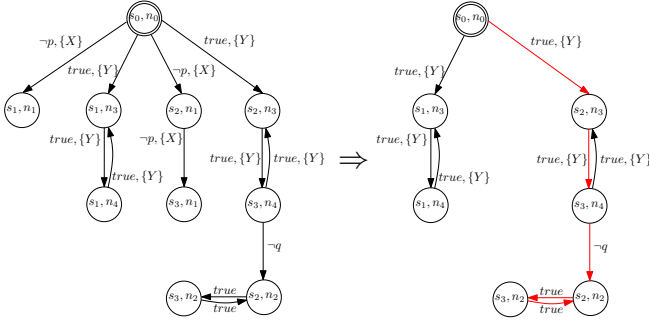 s₀, n₀
¬p, {X}
true, {Y}
¬p, {X}
true, {Y}
s₁, n₁
s₁, n₃
s₂, n₁
s₂, n₃
true, {Y}
true, {Y}
¬p, {X}
true, {Y}
true, {Y}
s₁, n₄
s₃, n₁
s₃, n₄
¬q
s₃, n₂
true
true
s₂, n₂
⇒
s₀, n₀
true, {Y}
true, {Y}
s₁, n₃
s₂, n₃
true, {Y}
true, {Y}
true, {Y}
true, {Y}
s₁, n₄
s₃, n₄
¬q
s₃, n₂
true
true
s₂, n₂